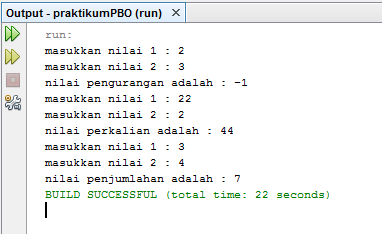 Output - praktikumPBO (run) ×
run:
masukkan nilai 1 : 2
masukkan nilai 2 : 3
nilai pengurangan adalah : -1
masukkan nilai 1 : 22
masukkan nilai 2 : 2
nilai perkalian adalah : 44
masukkan nilai 1 : 3
masukkan nilai 2 : 4
nilai penjumlahan adalah : 7
BUILD SUCCESSFUL (total time: 22 seconds)